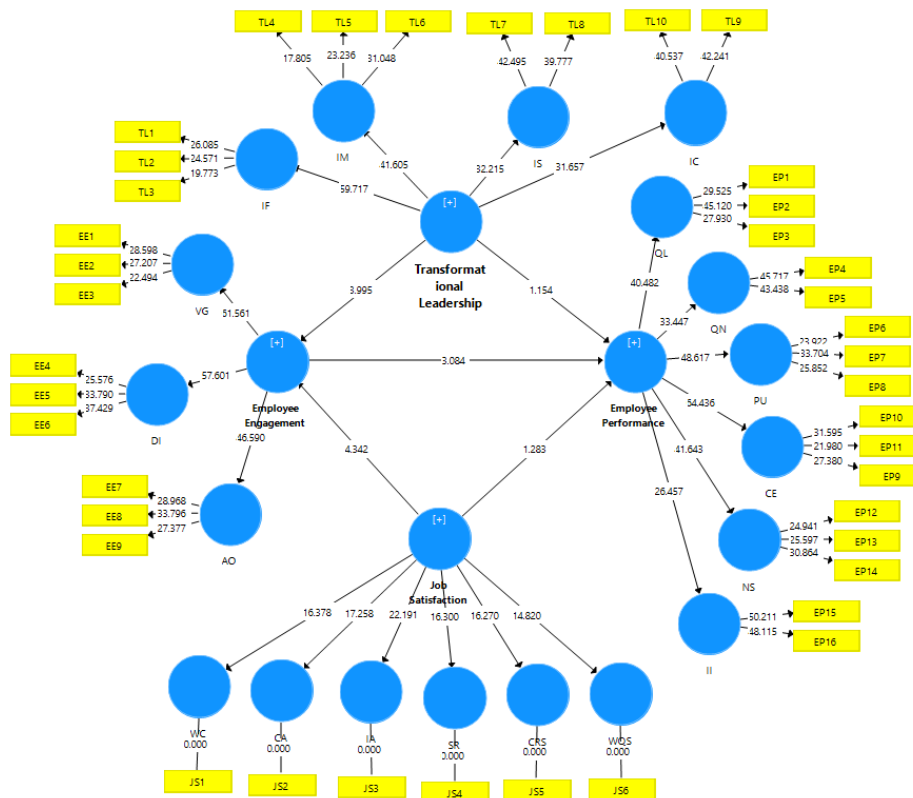 TL4
TL5
TL6
TL7
TL8
TL10
TL9
17.805
23.236
31.048
42.495
39.777
40.537
42.241
TL1
TL2
TL3
26.085
24.571
19.773
IF
IM
IS
IC
59.717
41.605
32.215
31.657
[+]
Transformat
ional
Leadership
EP1
EP2
EP3
29.525
45.120
27.930
QL
EE1
EE2
EE3
28.598
27.207
22.494
VG
51.561
3.995
1.154
40.482
EP4
EP5
45.717
43.438
QN
33.447
[+]
Employee
Engagement
3.084
[+]
Employee
Performance
48.617
EP6
EP7
EP8
23.922
33.704
25.852
PU
EE4
EE5
EE6
25.576
33.790
37.429
DI
57.601
54.436
EP10
EP11
EP9
31.595
21.980
27.380
CE
46.590
4.342
1.283
41.643
26.457
EE7
EE8
EE9
28.968
33.796
27.377
AO
[+]
Job
Satisfaction
EP12
EP13
EP14
24.941
25.597
30.864
NS
EP15
EP16
50.211
48.115
II
16.378
17.258
22.191
16.300
16.270
14.820
WC
CA
IA
SR
CRS
WQS
0.000
0.000
0.000
0.000
0.000
0.000
JS1
JS2
JS3
JS4
JS5
JS6